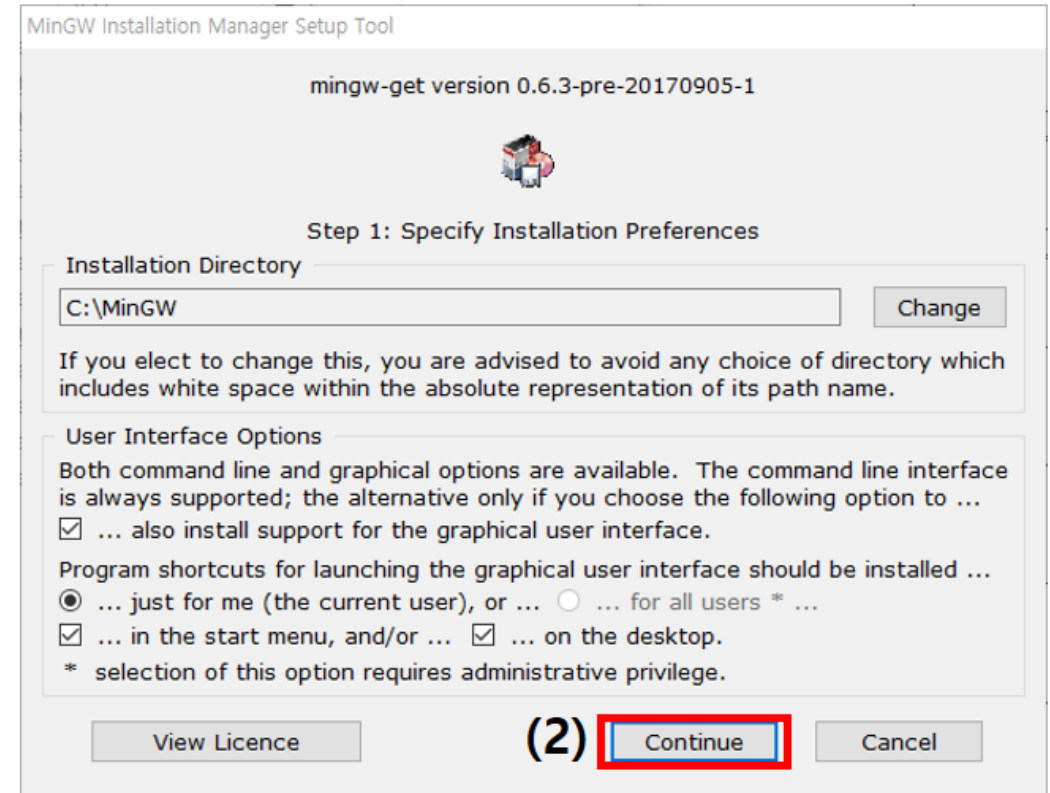 MinGW Installation Manager Setup Tool
mingw-get version 0.6.3-pre-20170905-1
Step 1: Specify Installation Preferences
Installation Directory
C:\MinGW
Change
If you elect to change this, you are advised to avoid any choice of directory which
includes white space within the absolute representation of its path name.
User Interface Options
Both command line and graphical options are available. The command line interface
is always supported; the alternative only if you choose the following option to ...
... also install support for the graphical user interface.
Program shortcuts for launching the graphical user interface should be installed ...
... just for me (the current user), or ... ... for all users * ...
... in the start menu, and/or ... ... on the desktop.
* selection of this option requires administrative privilege.
View Licence (2) Continue Cancel